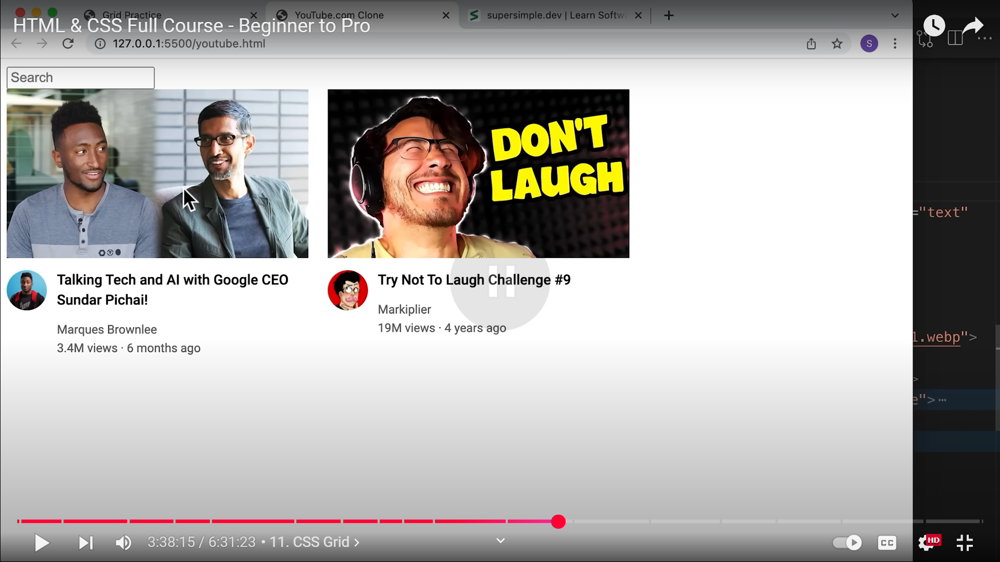 Grid Practice
YouTube.com Clone
supersimple.dev | Learn Softw
HTML & CSS Full Course - Beginner to Pro
127.0.0.1:5500/youtube.html
S
Search
DON'T
LAUGH
="text"
Talking Tech and AI with Google CEO
Sundar Pichai!
Marques Brownlee
3.4M views · 6 months ago
Try Not To Laugh Challenge #9
Markiplier
19M views · 4 years ago
1.webp">
>
e">…
3:38:15 / 6:31:23 • 11. CSS Grid ›
CC
HD